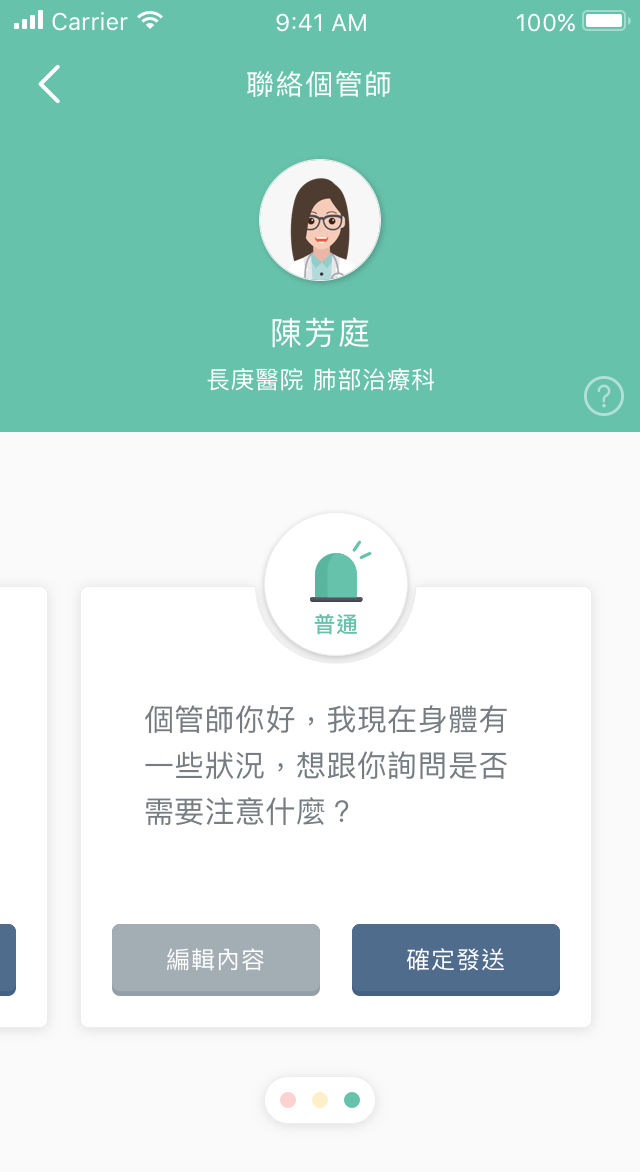 Carrier 9:41 AM 100%
聯絡個管師
陳芳庭
長庚醫院 肺部治療科
?
普通
個管師你好，我現在身體有
一些狀況，想跟你詢問是否
需要注意什麼？
編輯內容 確定發送